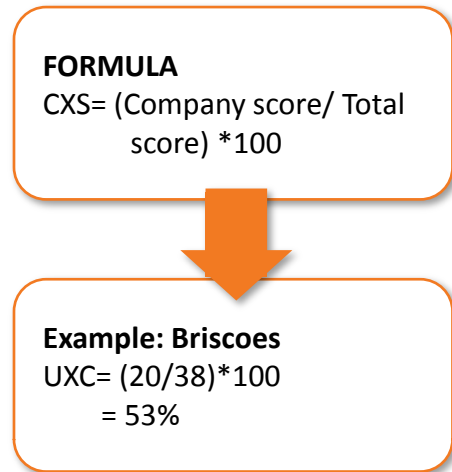 FORMULA
CXS= (Company score/ Total
score) *100
Example: Briscoes
UXC= (20/38)*100
= 53%